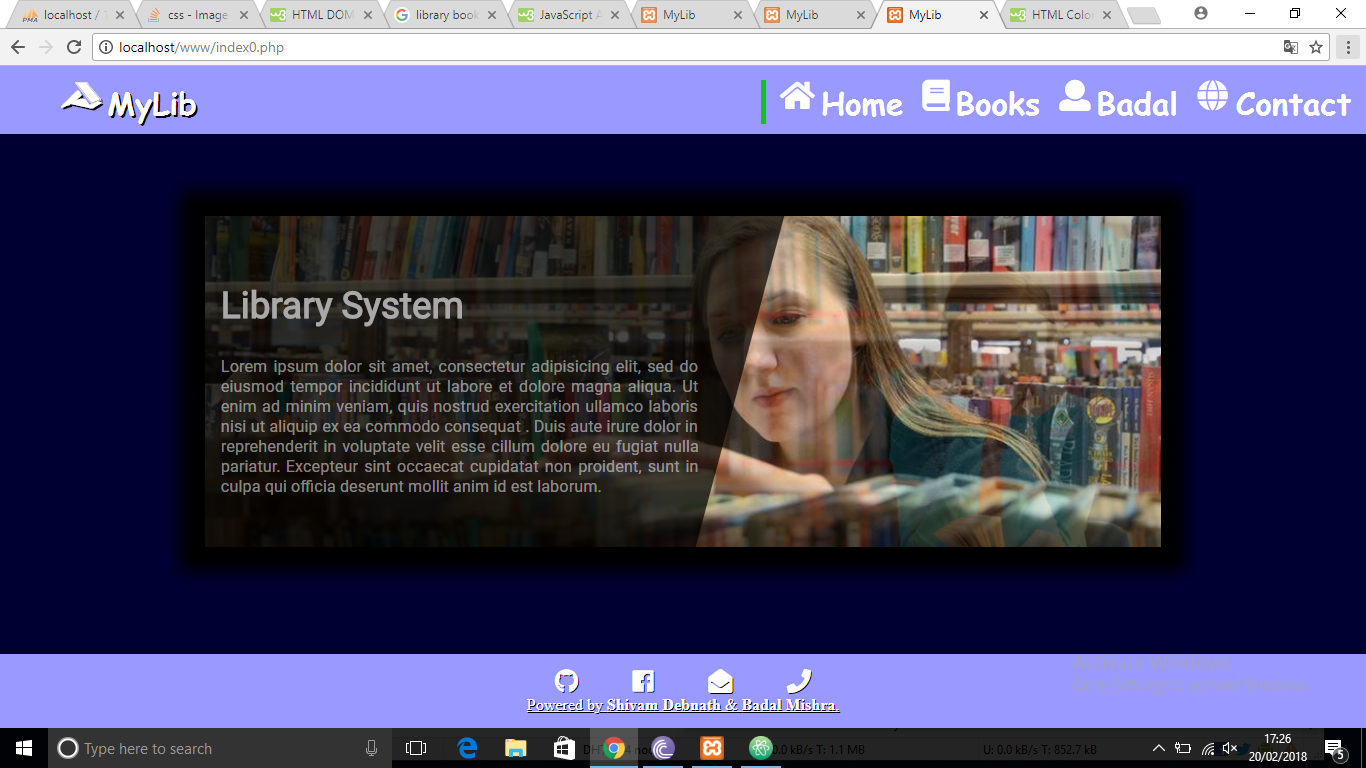 localhost / 1
css - Image
HTML DOM
library book
JavaScript A
MyLib
MyLib
MyLib
HTML Color
localhost/www/index0.php
MyLib
Home
Books
Badal
Contact
Library System
Lorem ipsum dolor sit amet, consectetur adipisicing elit, sed do
eiusmod tempor incididunt ut labore et dolore magna aliqua. Ut
enim ad minim veniam, quis nostrud exercitation ullamco laboris
nisi ut aliquip ex ea commodo consequat . Duis aute irure dolor in
reprehenderit in voluptate velit esse cillum dolore eu fugiat nulla
pariatur. Excepteur sint occaecat cupidatat non proident, sunt in
culpa qui officia deserunt mollit anim id est laborum.
Activate Windows
Go to Settings to activate Windows.
Powered by Shivam Debnath & Badal Mishra.
Type here to search
0.0 kB/s T: 1.1 MB
U: 0.0 kB/s T: 852.7 kB
17:26
20/02/2018
5